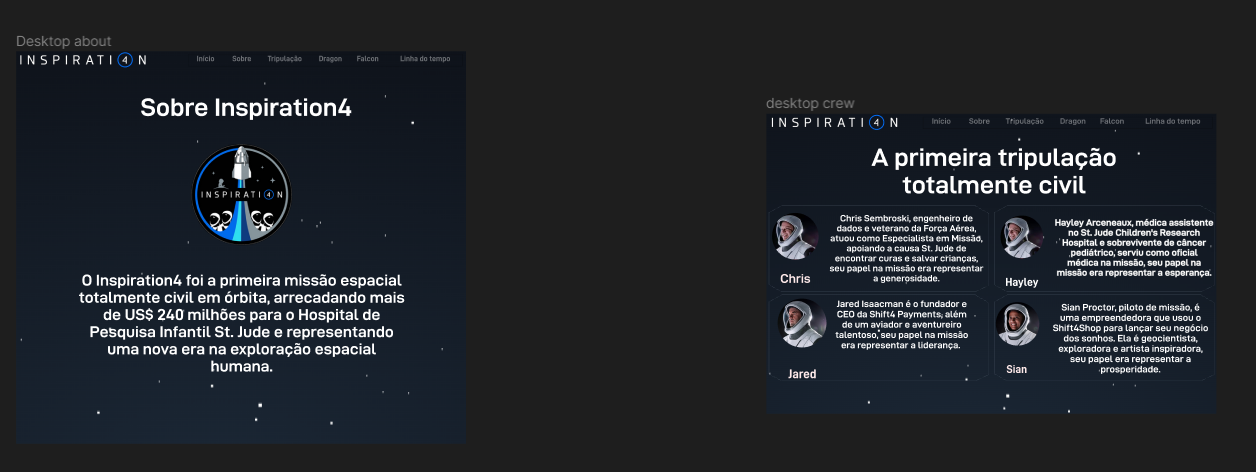 Desktop about
INSPIRATI4N
Início Sobre Tripulação Dragon Falcon Linha do tempo
Sobre Inspiration4
INSPIRATI4N
O Inspiration4 foi a primeira missão espacial
totalmente civil em órbita, arrecadando mais
de US$ 240 milhões para o Hospital de
Pesquisa Infantil St. Jude e representando
uma nova era na exploração espacial
humana.
desktop crew
INSPIRATI4N
Início Sobre Tripulação Dragon Falcon Linha do tempo
A primeira tripulação
totalmente civil
Chris Sembroski, engenheiro de
dados e veterano da Força Aérea,
atuou como Especialista em Missão,
apoiando a causa St. Jude de
encontrar curas e salvar crianças,
seu papel na missão era representar
a generosidade.
Chris
Hayley Arceneaux, médica assistente
no St. Jude Children's Research
Hospital e sobrevivente de câncer
pediátrico, serviu como oficial
médica na missão, seu papel na
missão era representar a esperança.
Hayley
Jared Isaacman é o fundador e
CEO da Shift4 Payments, além
de um aviador e aventureiro
talentoso, seu papel na missão
era representar a liderança.
Jared
Sian Proctor, piloto de missão, é
uma empreendedora que usou o
Shift4Shop para lançar seu negócio
dos sonhos. Ela é geocientista,
exploradora e artista inspiradora,
seu papel era representar a
prosperidade.
Sian